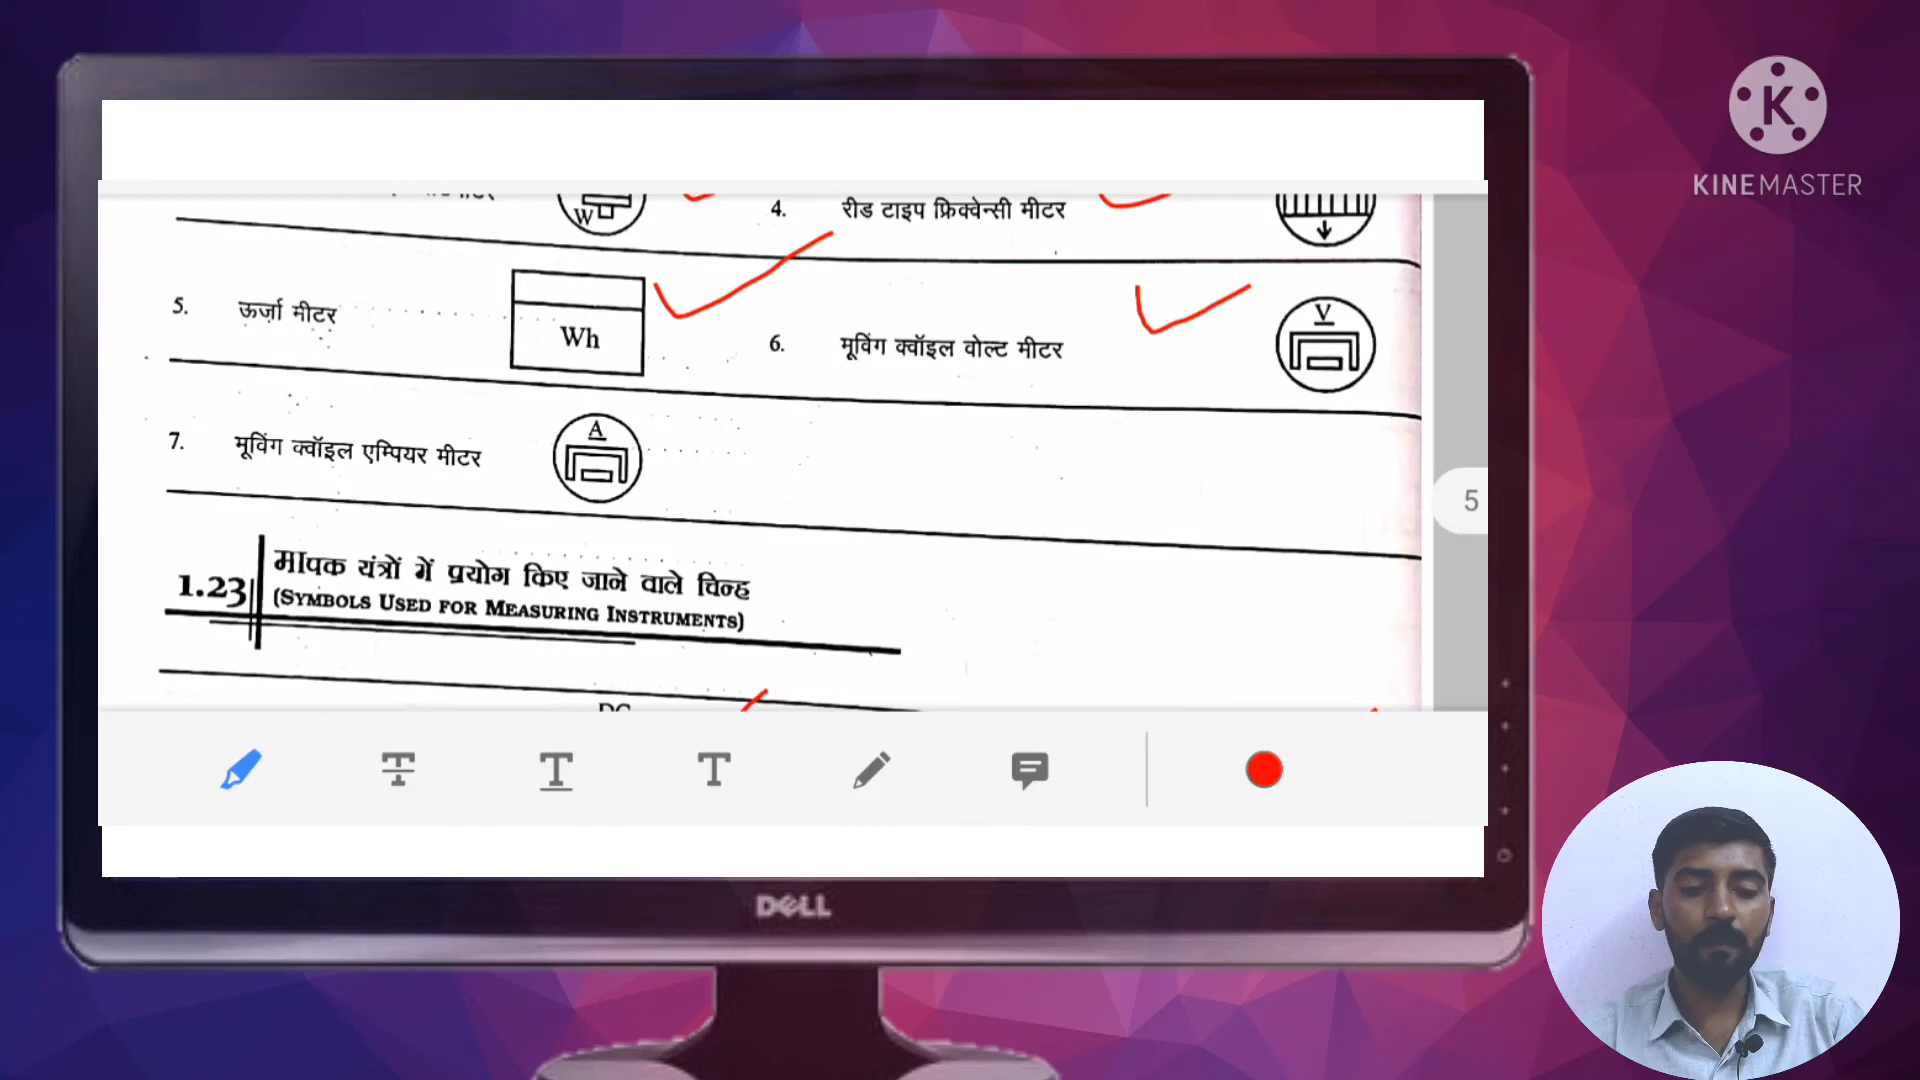 W
4. रीड टाइप फ्रिक्वेन्सी मीटर
5. ऊर्जा मीटर
Wh
6. मूविंग क्वॉइल वोल्ट मीटर
V
7. मूविंग क्वॉइल एम्पियर मीटर
A
5
1.23 मापक यंत्रों में प्रयोग किए जाने वाले चिन्ह
(SYMBOLS USED FOR MEASURING INSTRUMENTS)
DELL
K
KINEMASTER